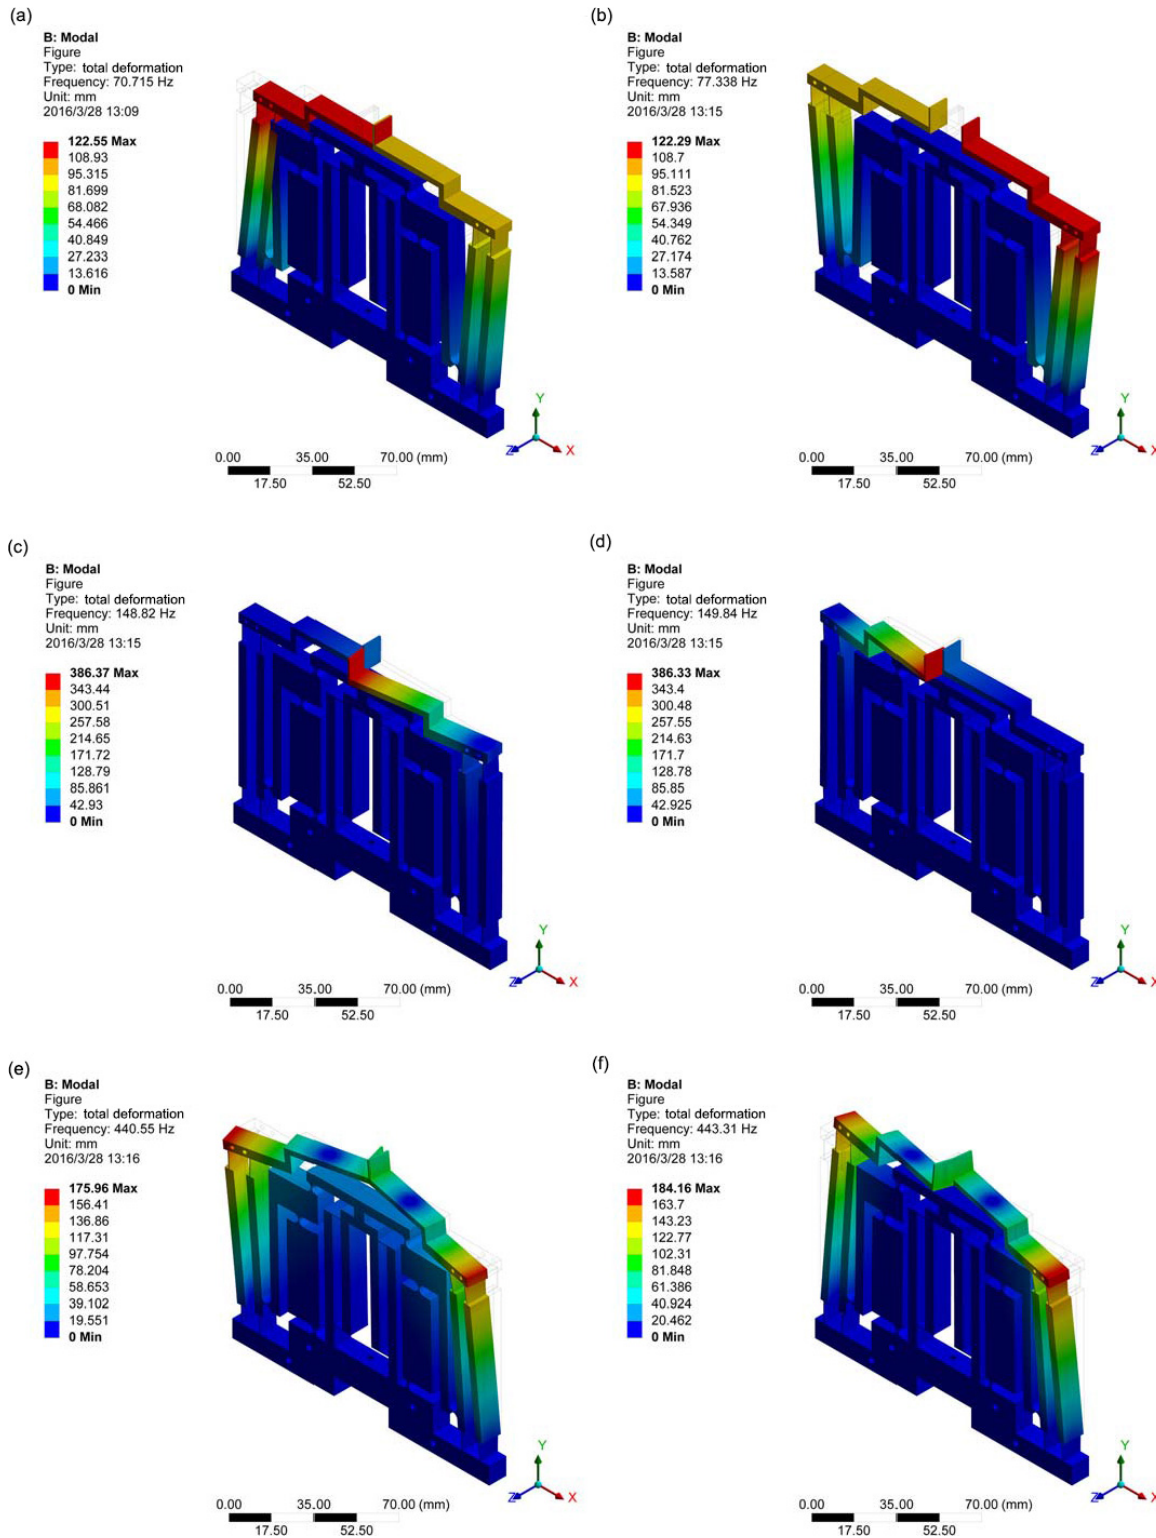 (a)
B: Modal
Figure
Type: total deformation
Frequency: 70.715 Hz
Unit: mm
2016/3/28 13:09
122.55 Max
108.93
95.315
81.699
68.082
54.466
40.849
27.233
13.616
0 Min
Y
Z
X
0.00 35.00 70.00 (mm)
17.50 52.50
(b)
B: Modal
Figure
Type: total deformation
Frequency: 77.338 Hz
Unit: mm
2016/3/28 13:15
122.29 Max
108.7
95.111
81.523
67.936
54.349
40.762
27.174
13.587
0 Min
Y
Z
X
0.00 35.00 70.00 (mm)
17.50 52.50
(c)
B: Modal
Figure
Type: total deformation
Frequency: 148.82 Hz
Unit: mm
2016/3/28 13:15
386.37 Max
343.44
300.51
257.58
214.65
171.72
128.79
85.861
42.93
0 Min
Y
Z
X
0.00 35.00 70.00 (mm)
17.50 52.50
(d)
B: Modal
Figure
Type: total deformation
Frequency: 149.84 Hz
Unit: mm
2016/3/28 13:15
386.33 Max
343.4
300.48
257.55
214.63
171.7
128.78
85.85
42.925
0 Min
Y
Z
X
0.00 35.00 70.00 (mm)
17.50 52.50
(e)
B: Modal
Figure
Type: total deformation
Frequency: 440.55 Hz
Unit: mm
2016/3/28 13:16
175.96 Max
156.41
136.86
117.31
97.754
78.204
58.653
39.102
19.551
0 Min
Y
Z
X
0.00 35.00 70.00 (mm)
17.50 52.50
(f)
B: Modal
Figure
Type: total deformation
Frequency: 443.31 Hz
Unit: mm
2016/3/28 13:16
184.16 Max
163.7
143.23
122.77
102.31
81.848
61.386
40.924
20.462
0 Min
Y
Z
X
0.00 35.00 70.00 (mm)
17.50 52.50